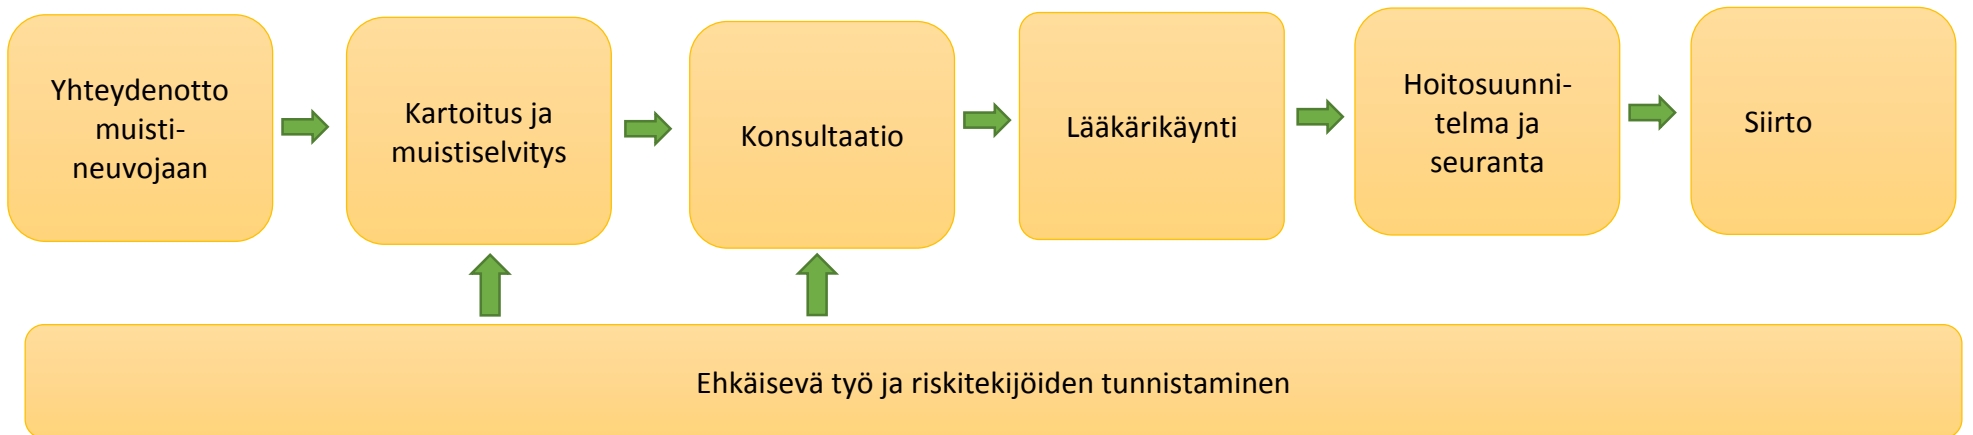 Yhteydenotto
muisti-
neuvojaan
Kartoitus ja
muistiselvitys
Konsultaatio
Lääkärikäynti
Hoitosuunni-
telma ja
seuranta
Siirto
Ehkäisevä työ ja riskitekijöiden tunnistaminen